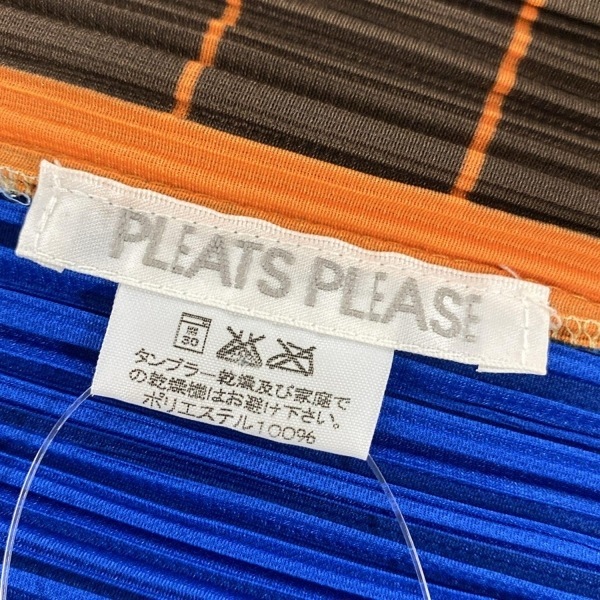 PLEATS PLEASE
弱
30
タンブラー乾燥及び家庭で
の乾燥機はお避け下さい。
ポリエステル100%